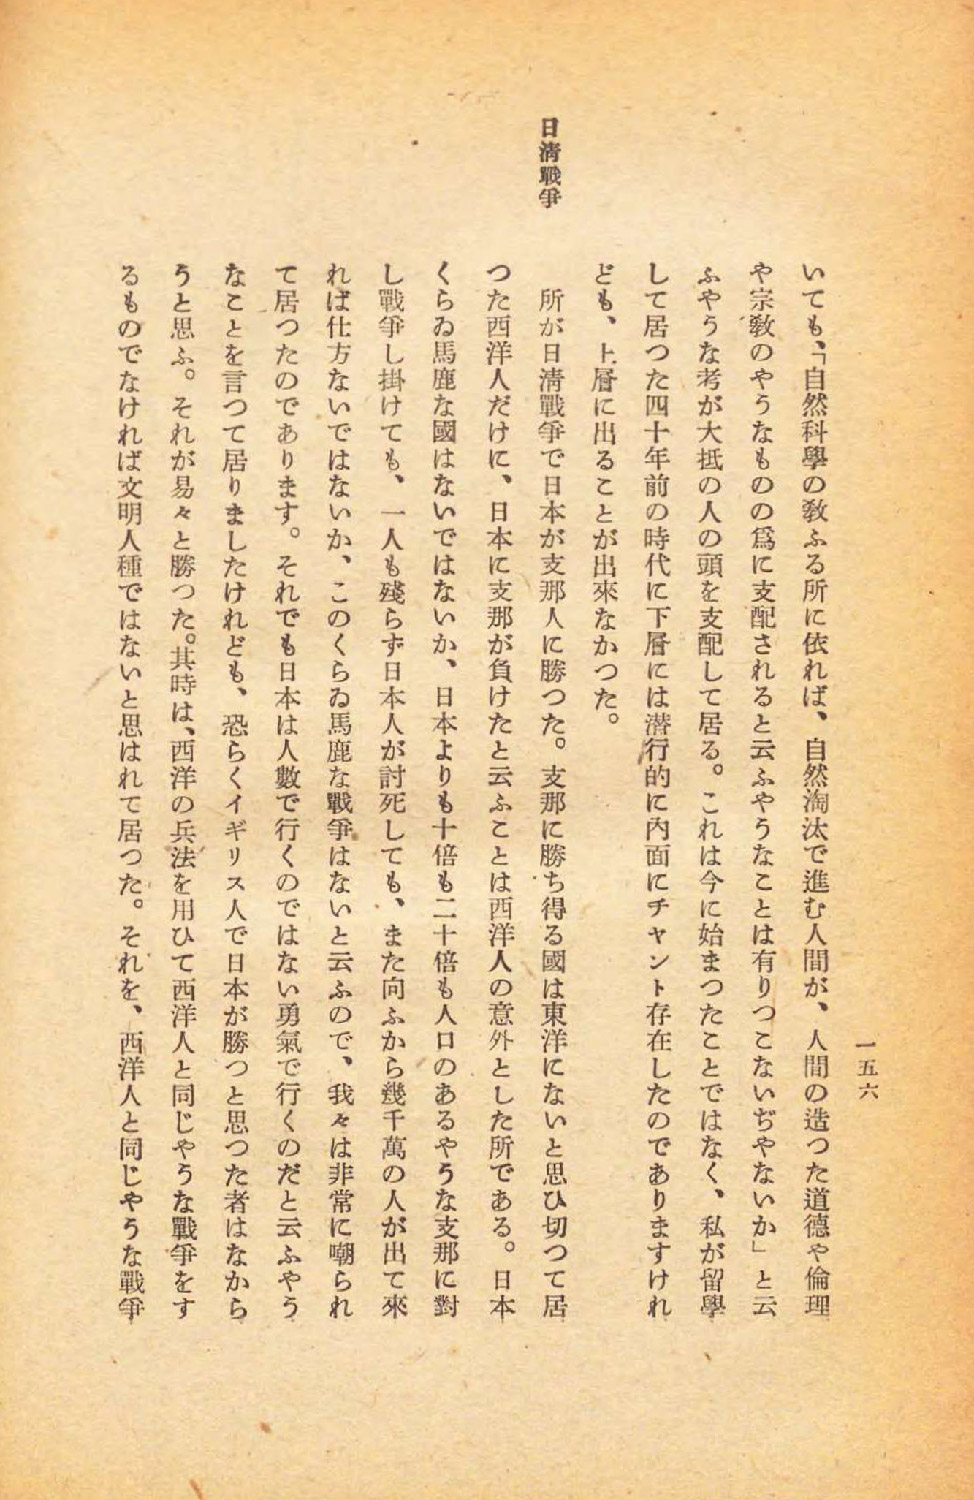 一五六
いても、「自然科學の敎ふる所に依れば、自然淘汰で進む人間が、人間の造つた道德や倫理
や宗敎のやうなものの爲に支配されると云ふやうなことは有りつこないぢやないか」と云
ふやうな考が大抵の人の頭を支配して居る。これは今に始まつたことではなく、私が留學
して居つた四十年前の時代に下層には潜行的に內面にチャント存在したのでありますけれ
ども、上層に出ることが出來なかつた。
日淸戰爭
所が日淸戰爭で日本が支那人に勝つた。支那に勝ち得る國は東洋にないと思ひ切つて居
つた西洋人だけに、日本に支那が負けたと云ふことは西洋人の意外とした所である。日本
くらゐ馬鹿な國はないではないか、日本よりも十倍も二十倍も人口のあるやうな支那に對
し戰爭し掛けても、一人も殘らず日本人が討死しても、また向ふから幾千萬の人が出て來
れば仕方ないではないか、このくらゐ馬鹿な戰爭はないと云ふので、我々は非常に嘲られ
て居つたのであります。それでも日本は人數で行くのではない勇氣で行くのだと云ふやう
なことを言つて居りましたけれども、恐らくイギリス人で日本が勝つと思つた者はなから
うと思ふ。それが易々と勝つた。其時は、西洋の兵法を用ひて西洋人と同じやうな戰爭をす
るものでなければ文明人種ではないと思はれて居つた。それを、西洋人と同じやうな戰爭